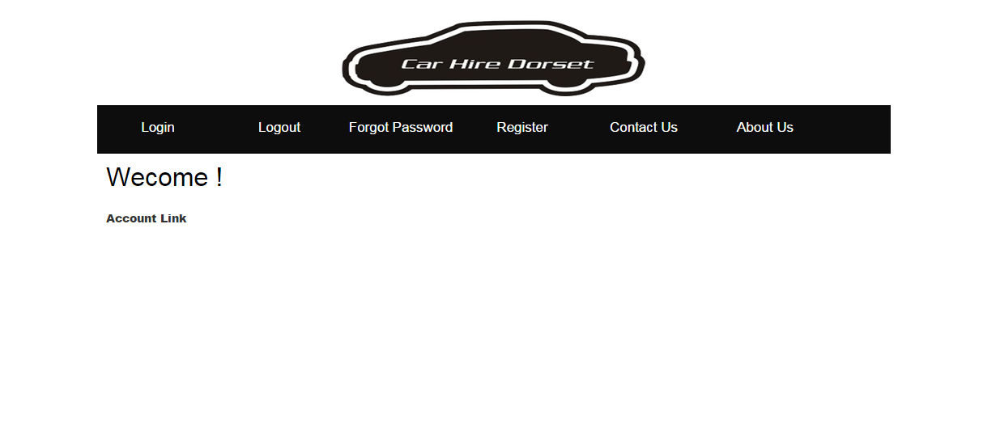 Car Hire Dorset
Login Logout Forgot Password Register Contact Us About Us
Wecome !
Account Link